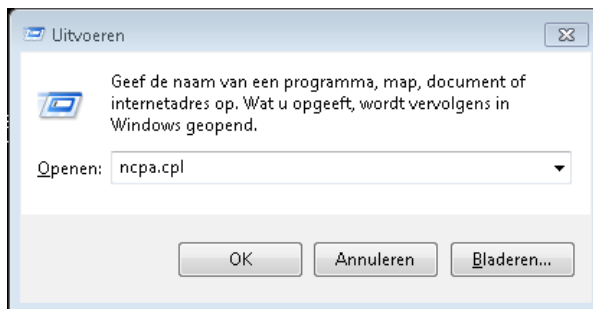 Uitvoeren
Geef de naam van een programma, map, document of
internetadres op. Wat u opgeeft, wordt vervolgens in
Windows geopend.
Openen: ncpa.cpl
OK Annuleren Bladeren...